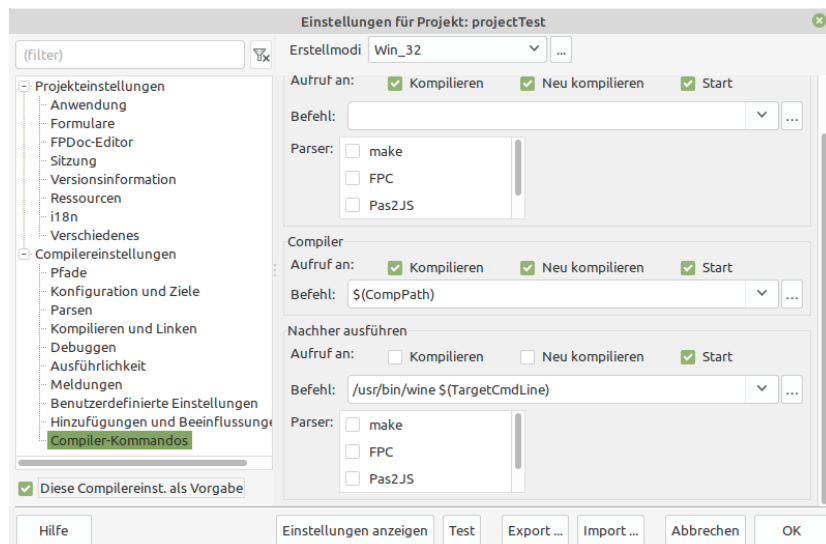 Einstellungen für Projekt: projectTest
(filter)
Erstellmodi Win_32 ...
Projekteinstellungen
Anwendung
Formulare
FPDoc-Editor
Sitzung
Versionsinformation
Ressourcen
i18n
Verschiedenes
Compilereinstellungen
Pfade
Konfiguration und Ziele
Parsen
Kompilieren und Linken
Debuggen
Ausführlichkeit
Meldungen
Benutzerdefinierte Einstellungen
Hinzufügungen und Beeinflussunge
Compiler-Kommandos
Diese Compilereinst. als Vorgabe
Aufruf an: Kompilieren Neu kompilieren Start
Befehl: ...
Parser: make
FPC
Pas2JS
Compiler
Aufruf an: Kompilieren Neu kompilieren Start
Befehl: $(CompPath) ...
Nachher ausführen
Aufruf an: Kompilieren Neu kompilieren Start
Befehl: /usr/bin/wine $(TargetCmdLine) ...
Parser: make
FPC
Pas2JS
Hilfe Einstellungen anzeigen Test Export ... Import ... Abbrechen OK